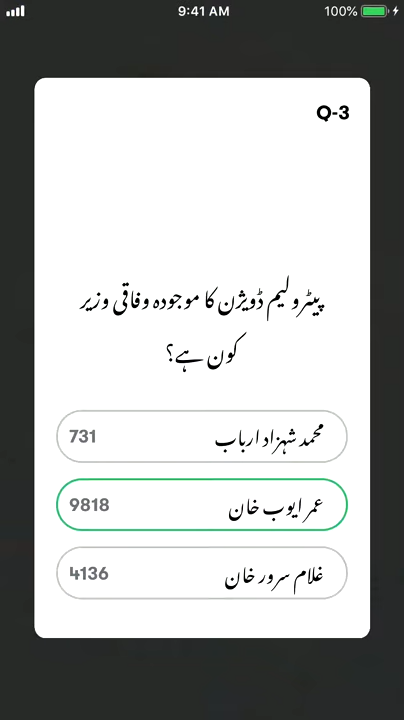 9:41 AM
100%
Q-3
پیٹرولیم ڈویژن کا موجودہ وفاقی وزیر
کون ہے؟
محمد شہزاد ارباب
731
عمر ایوب خان
9818
غلام سرور خان
4136